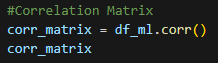 #Correlation Matrix
corr_matrix = df_ml.corr()
corr_matrix